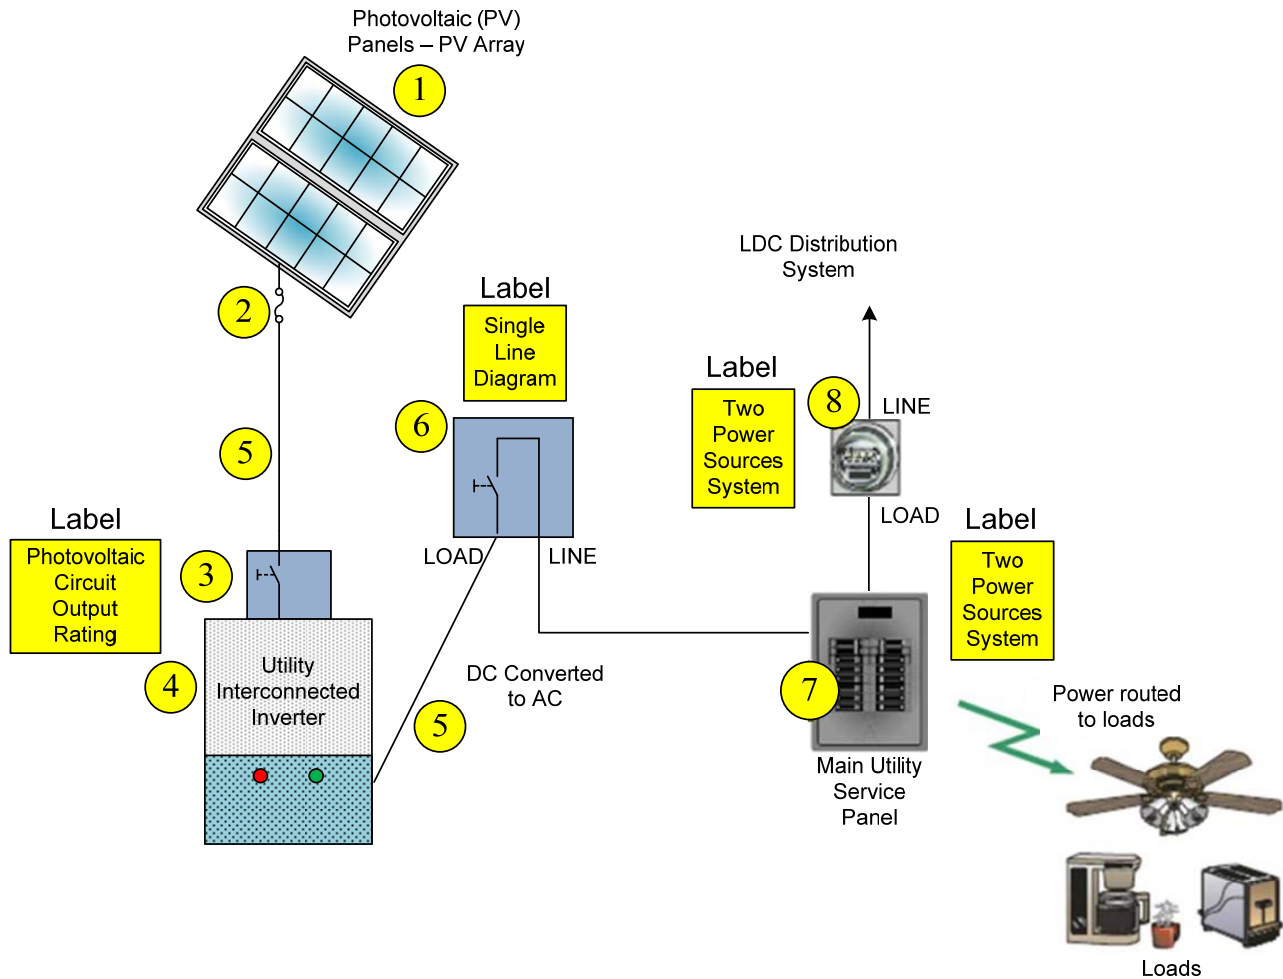 Photovoltaic (PV)
Panels – PV Array
1
2
5
Label
Single
Line
Diagram
6
LOAD
LINE
LDC Distribution
System
Label
Two
Power
Sources
System
8
LINE
LOAD
Label
Two
Power
Sources
System
Label
Photovoltaic
Circuit
Output
Rating
3
4
Utility
Interconnected
Inverter
DC Converted
to AC
5
7
Main Utility
Service
Panel
Power routed
to loads
Loads